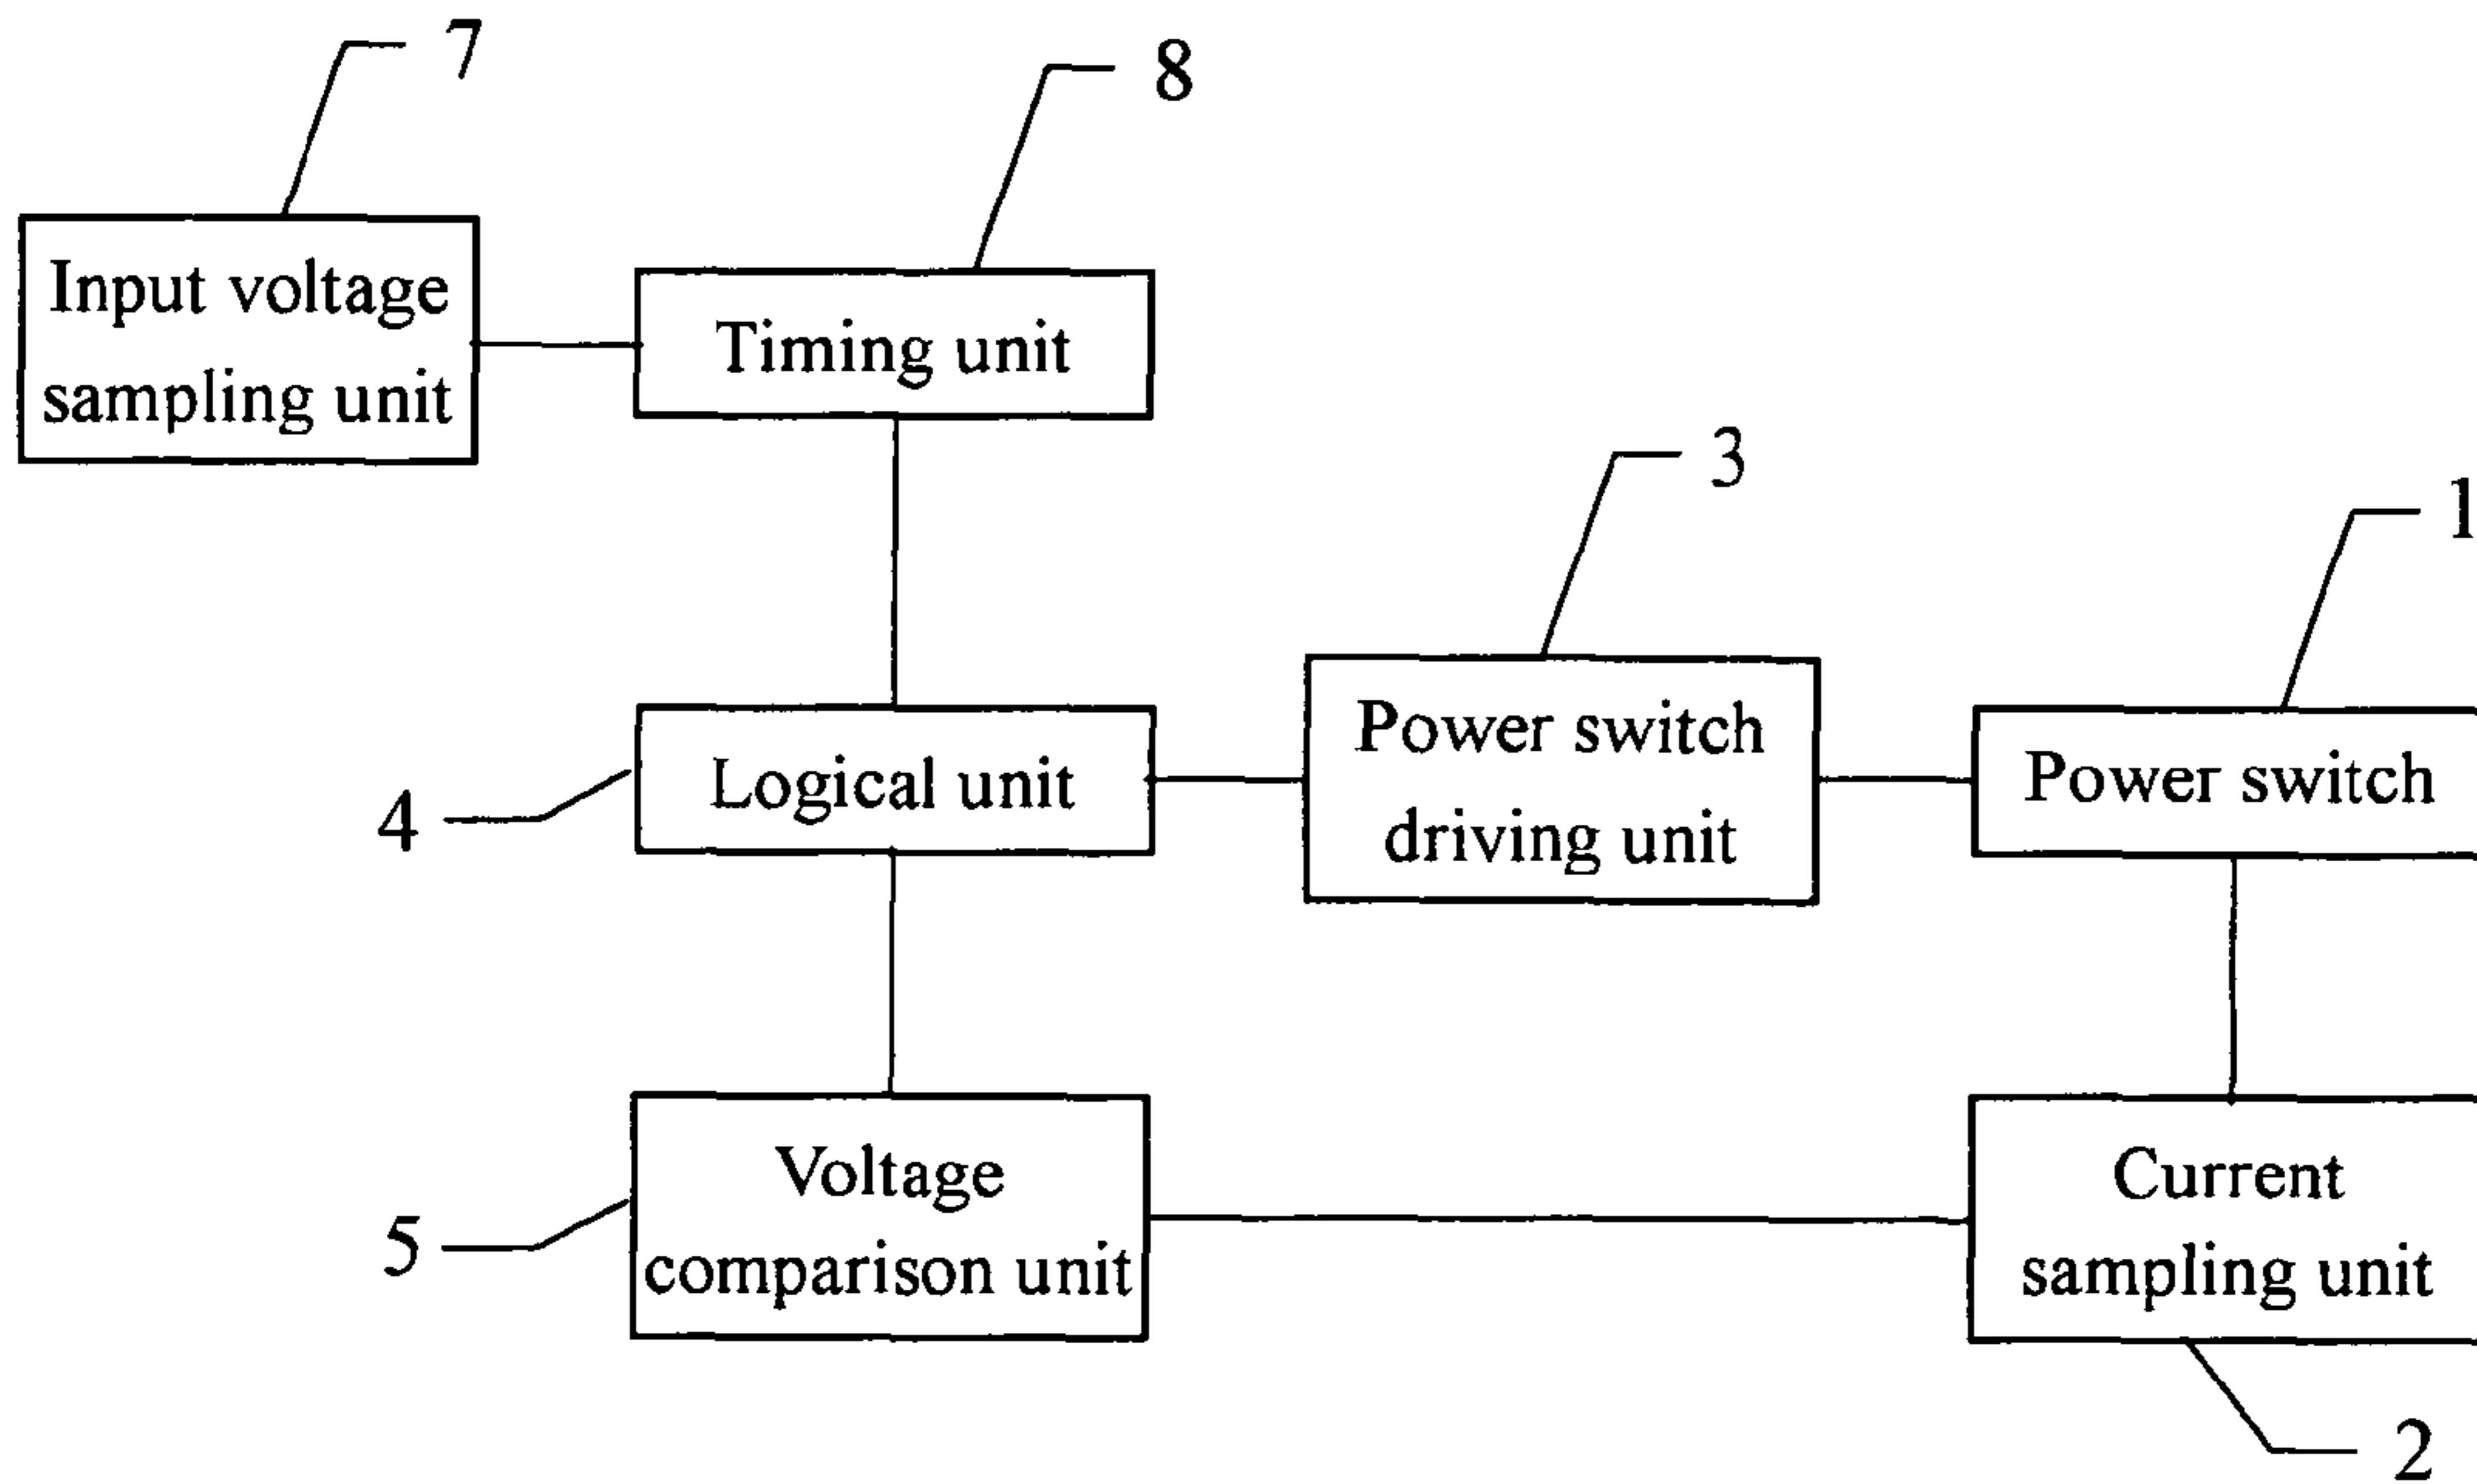 7
8
Input voltage
sampling unit
Timing unit
3
1
Power switch
driving unit
Logical unit
Power switch
4
Voltage
comparison unit
Current
sampling unit
5
2